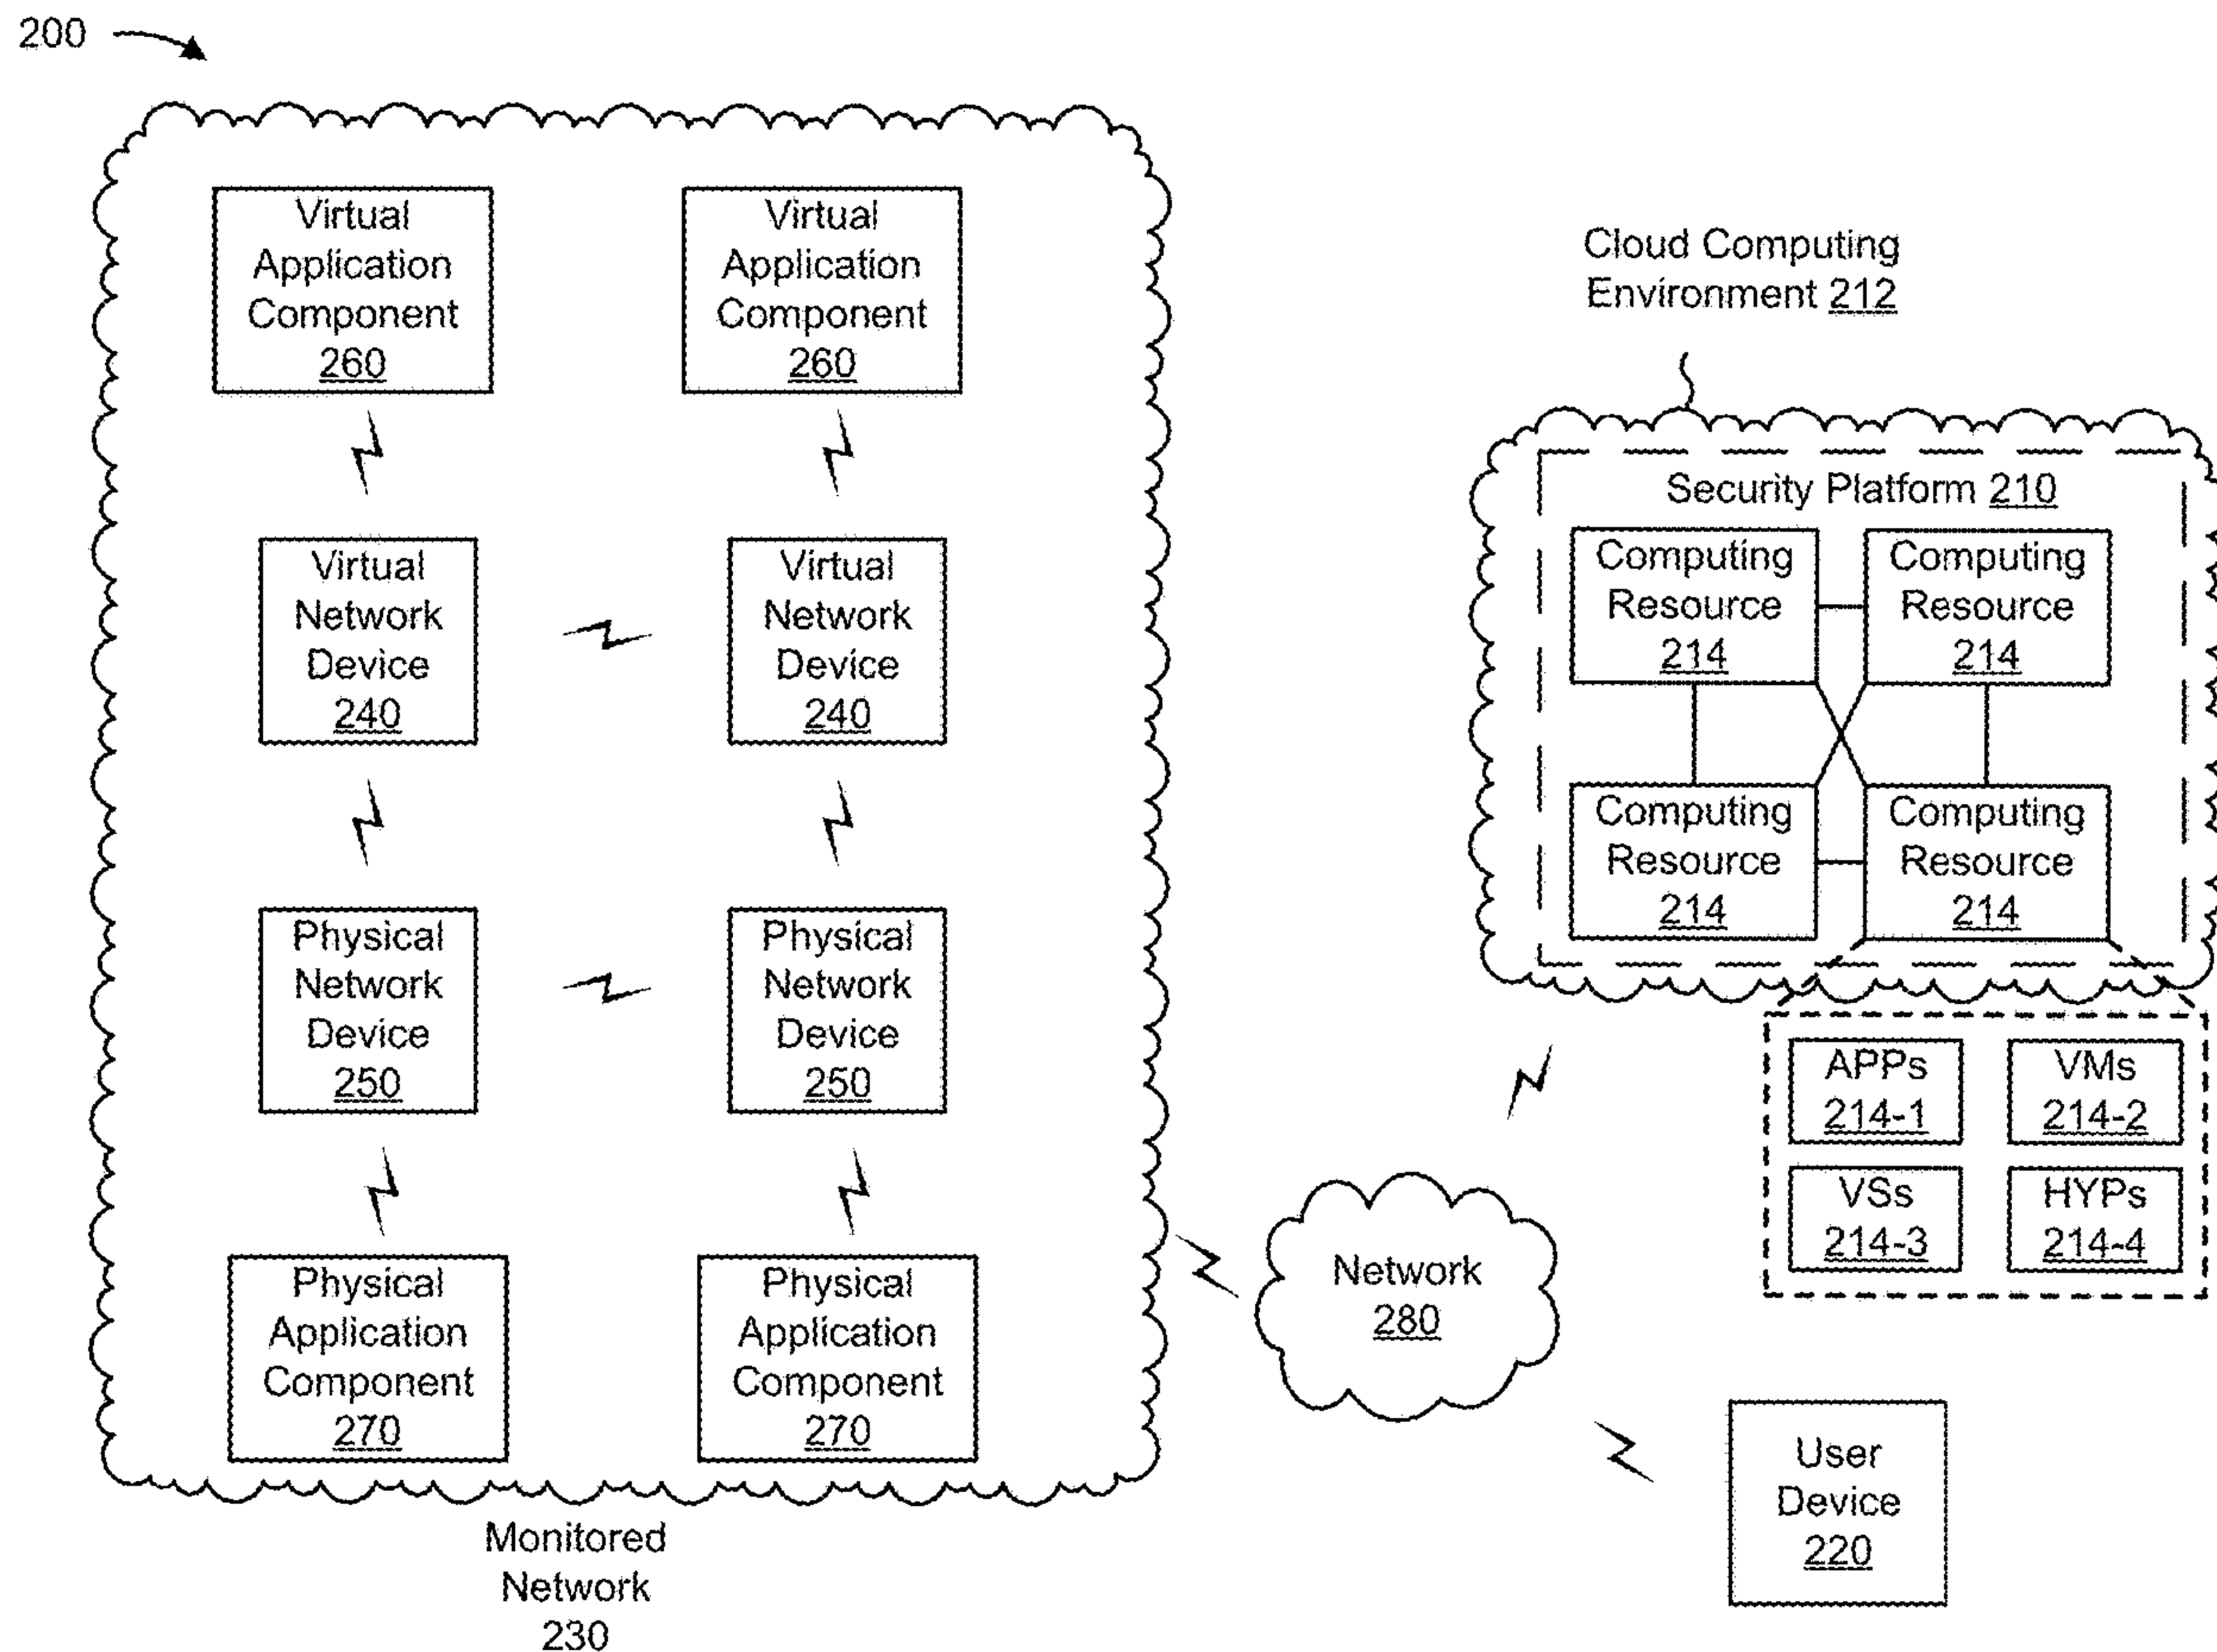 200
Virtual
Application
Component
260
Virtual
Application
Component
260
Virtual
Network
Device
240
Virtual
Network
Device
240
Physical
Network
Device
250
Physical
Network
Device
250
Physical
Application
Component
270
Physical
Application
Component
270
Monitored
Network
230
Cloud Computing
Environment 212
Security Platform 210
Computing
Resource
214
Computing
Resource
214
Computing
Resource
214
Computing
Resource
214
APPs
214-1
VMs
214-2
VSs
214-3
HYPs
214-4
Network
280
User
Device
220